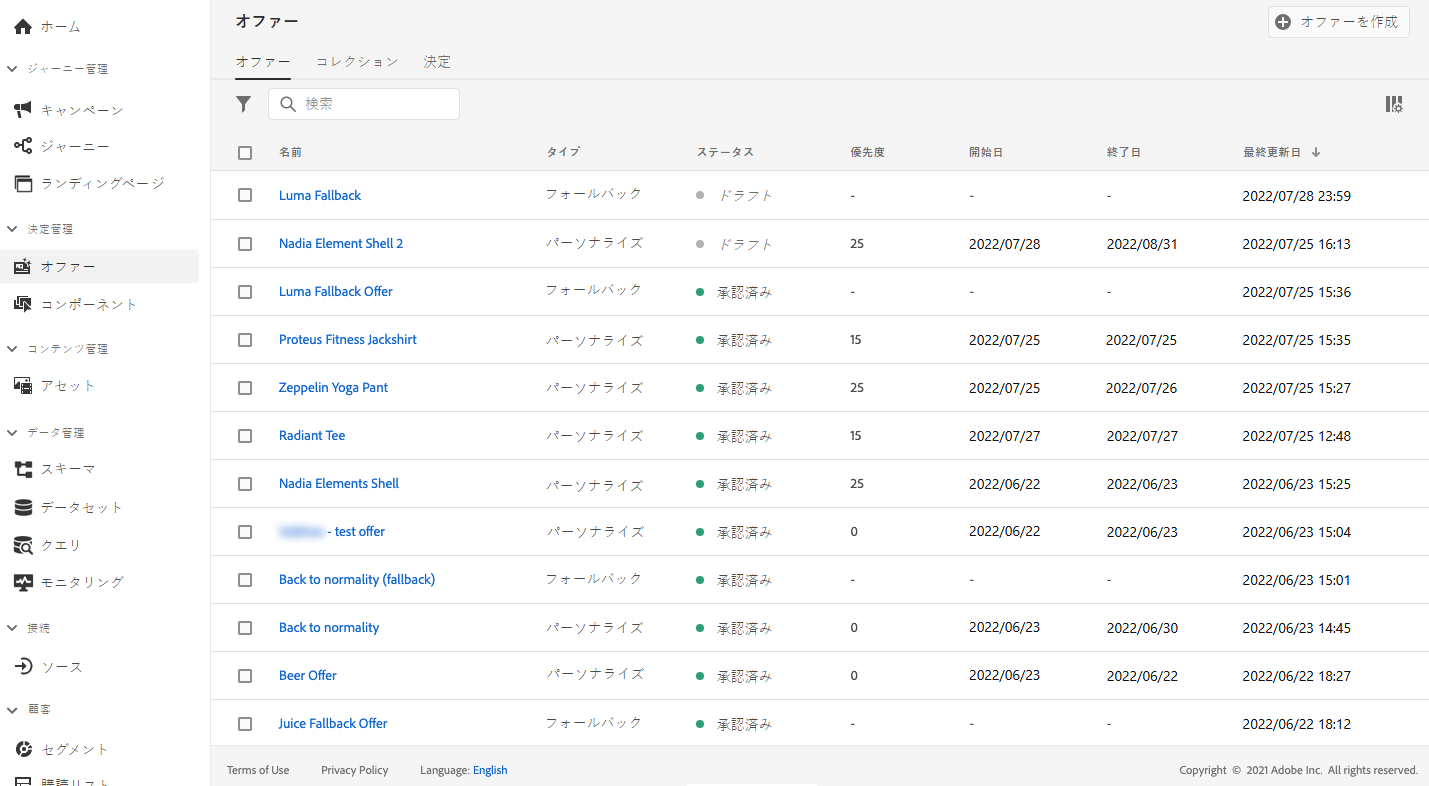 ホーム
ジャーニー管理
キャンペーン
ジャーニー
ランディングページ
決定管理
オファー
コンポーネント
コンテンツ管理
アセット
データ管理
スキーマ
データセット
クエリ
モニタリング
接続
ソース
顧客
セグメント
購読リスト
オファー
オファーを作成
オファー コレクション 決定
検索
名前 タイプ ステータス 優先度 開始日 終了日 最終更新日
Luma Fallback フォールバック ドラフト - - - 2022/07/28 23:59
Nadia Element Shell 2 パーソナライズ ドラフト 25 2022/07/28 2022/08/31 2022/07/25 16:13
Luma Fallback Offer フォールバック 承認済み - - - 2022/07/25 15:36
Proteus Fitness Jackshirt パーソナライズ 承認済み 15 2022/07/25 2022/07/25 2022/07/25 15:35
Zeppelin Yoga Pant パーソナライズ 承認済み 25 2022/07/25 2022/07/26 2022/07/25 15:27
Radiant Tee パーソナライズ 承認済み 15 2022/07/27 2022/07/27 2022/07/25 12:48
Nadia Elements Shell パーソナライズ 承認済み 25 2022/06/22 2022/06/23 2022/06/23 15:25
- test offer パーソナライズ 承認済み 0 2022/06/22 2022/06/23 2022/06/23 15:04
Back to normality (fallback) フォールバック 承認済み - - - 2022/06/23 15:01
Back to normality パーソナライズ 承認済み 0 2022/06/23 2022/06/30 2022/06/23 14:45
Beer Offer パーソナライズ 承認済み 0 2022/06/23 2022/06/22 2022/06/22 18:27
Juice Fallback Offer フォールバック 承認済み - - - 2022/06/22 18:12
Terms of Use Privacy Policy Language: English Copyright © 2021 Adobe Inc. All rights reserved.